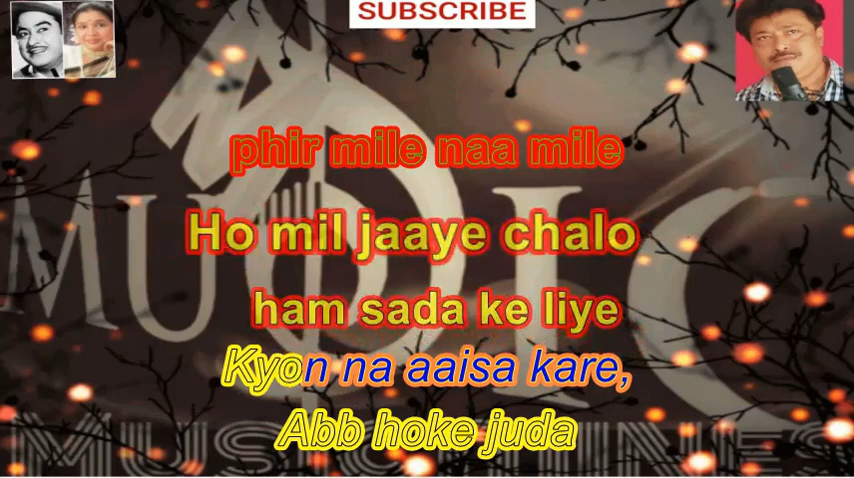 SUBSCRIBE
phir mile naa mile
Ho mil jaaye chalo
MUSIC
ham sada ke liye
Kyon na aaisa kare,
Abb hoke juda